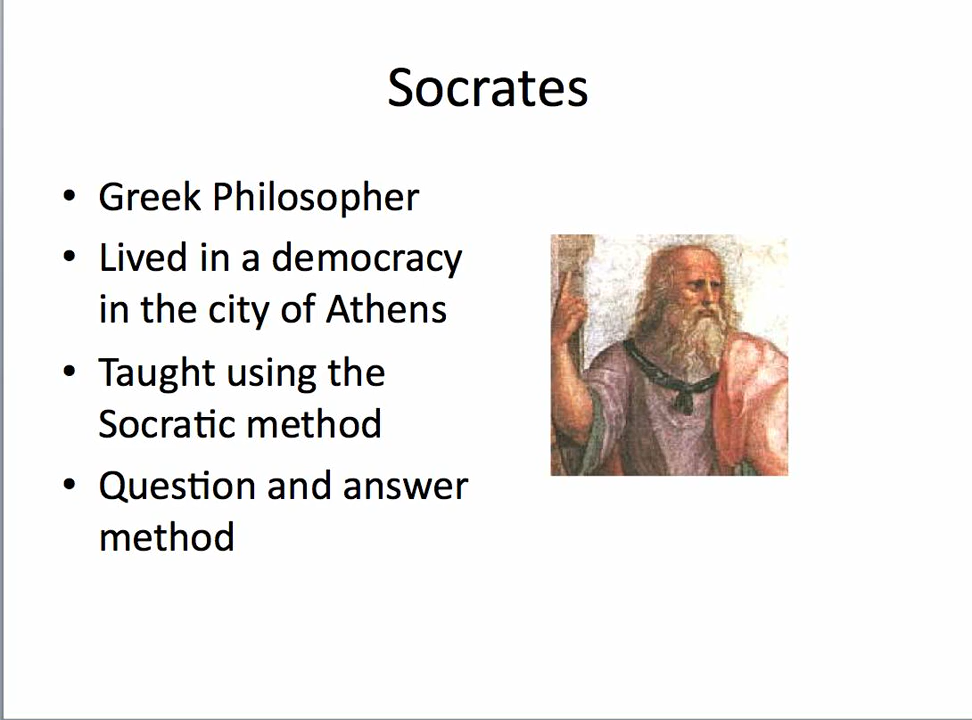 Socrates
• Greek Philosopher
• Lived in a democracy
in the city of Athens
• Taught using the
Socratic method
• Question and answer
method